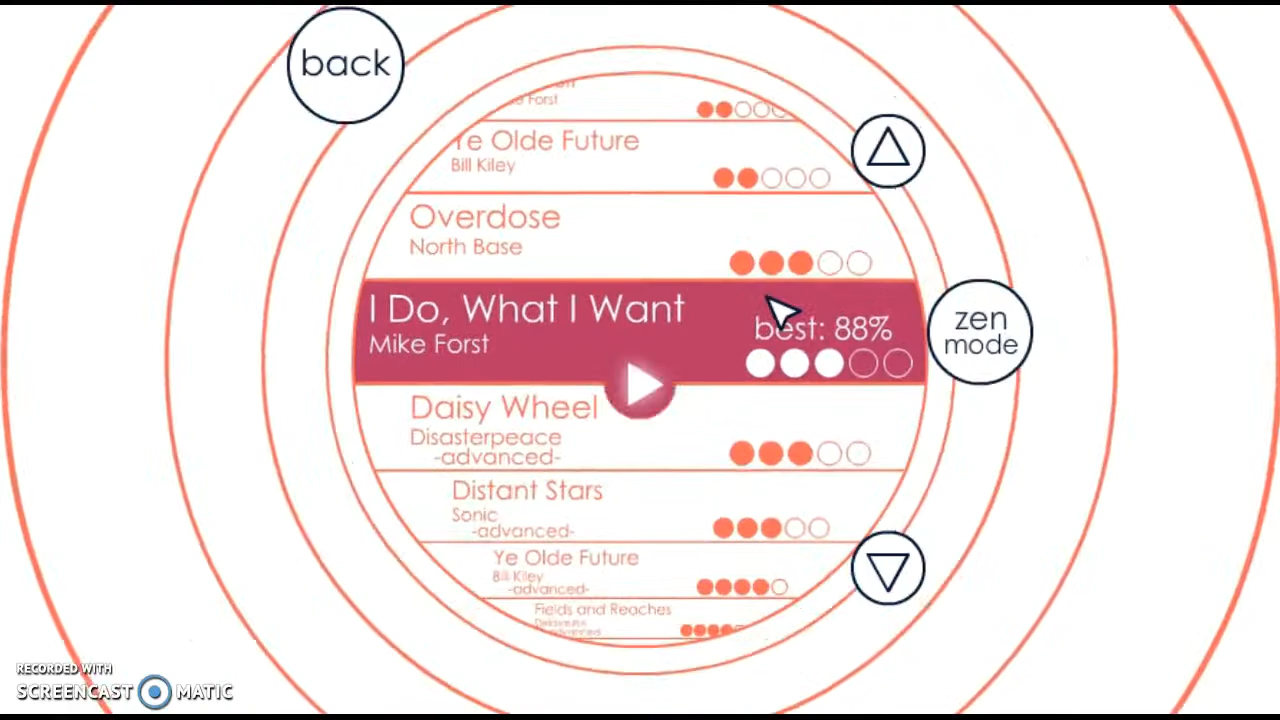 back
Forst
Ye Olde Future
Bill Kiley
Overdose
North Base
I Do, What I Want
Mike Forst
best: 88%
zen
mode
Daisy Wheel
Disasterpeace
-advanced-
Distant Stars
Sonic
-advanced-
Ye Olde Future
Bill Kiley
-advanced-
Fields and Reaches
RECORDED WITH
SCREENCAST MATIC